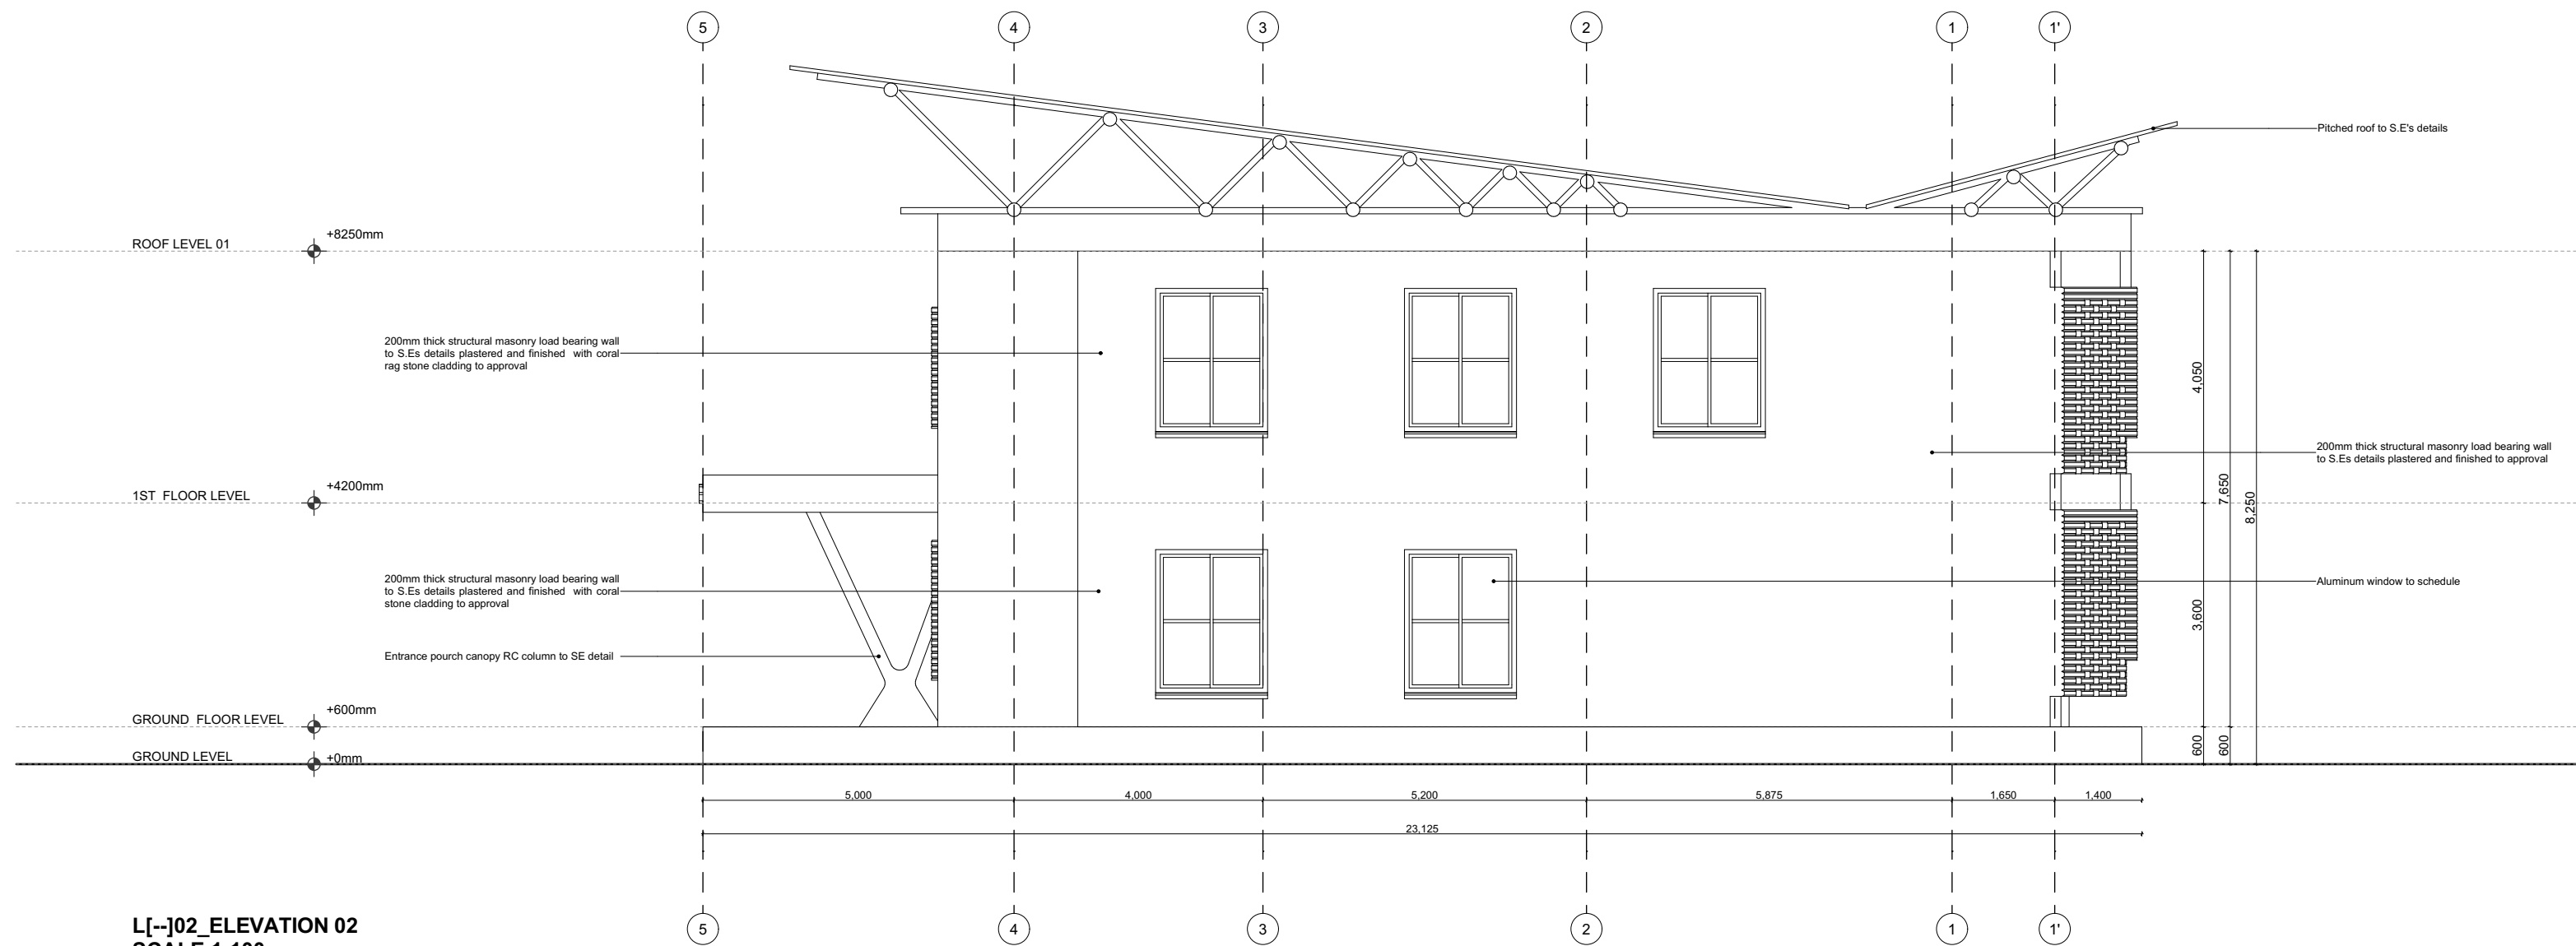 5 4 3 2 1 1'
Pitched roof to S.E's details
ROOF LEVEL 01
+8250mm
200mm thick structural masonry load bearing wall
to S.Es details plastered and finished with coral
rag stone cladding to approval
4,050
200mm thick structural masonry load bearing wall
to S.Es details plastered and finished to approval
1ST FLOOR LEVEL
+4200mm
7,650
8,250
200mm thick structural masonry load bearing wall
to S.Es details plastered and finished with coral
stone cladding to approval
Aluminum window to schedule
3,600
Entrance pourch canopy RC column to SE detail
GROUND FLOOR LEVEL
+600mm
600
600
GROUND LEVEL
+0mm
5,000 4,000 5,200 5,875 1,650 1,400
23,125
L[--]02_ELEVATION 02
5 4 3 2 1 1'